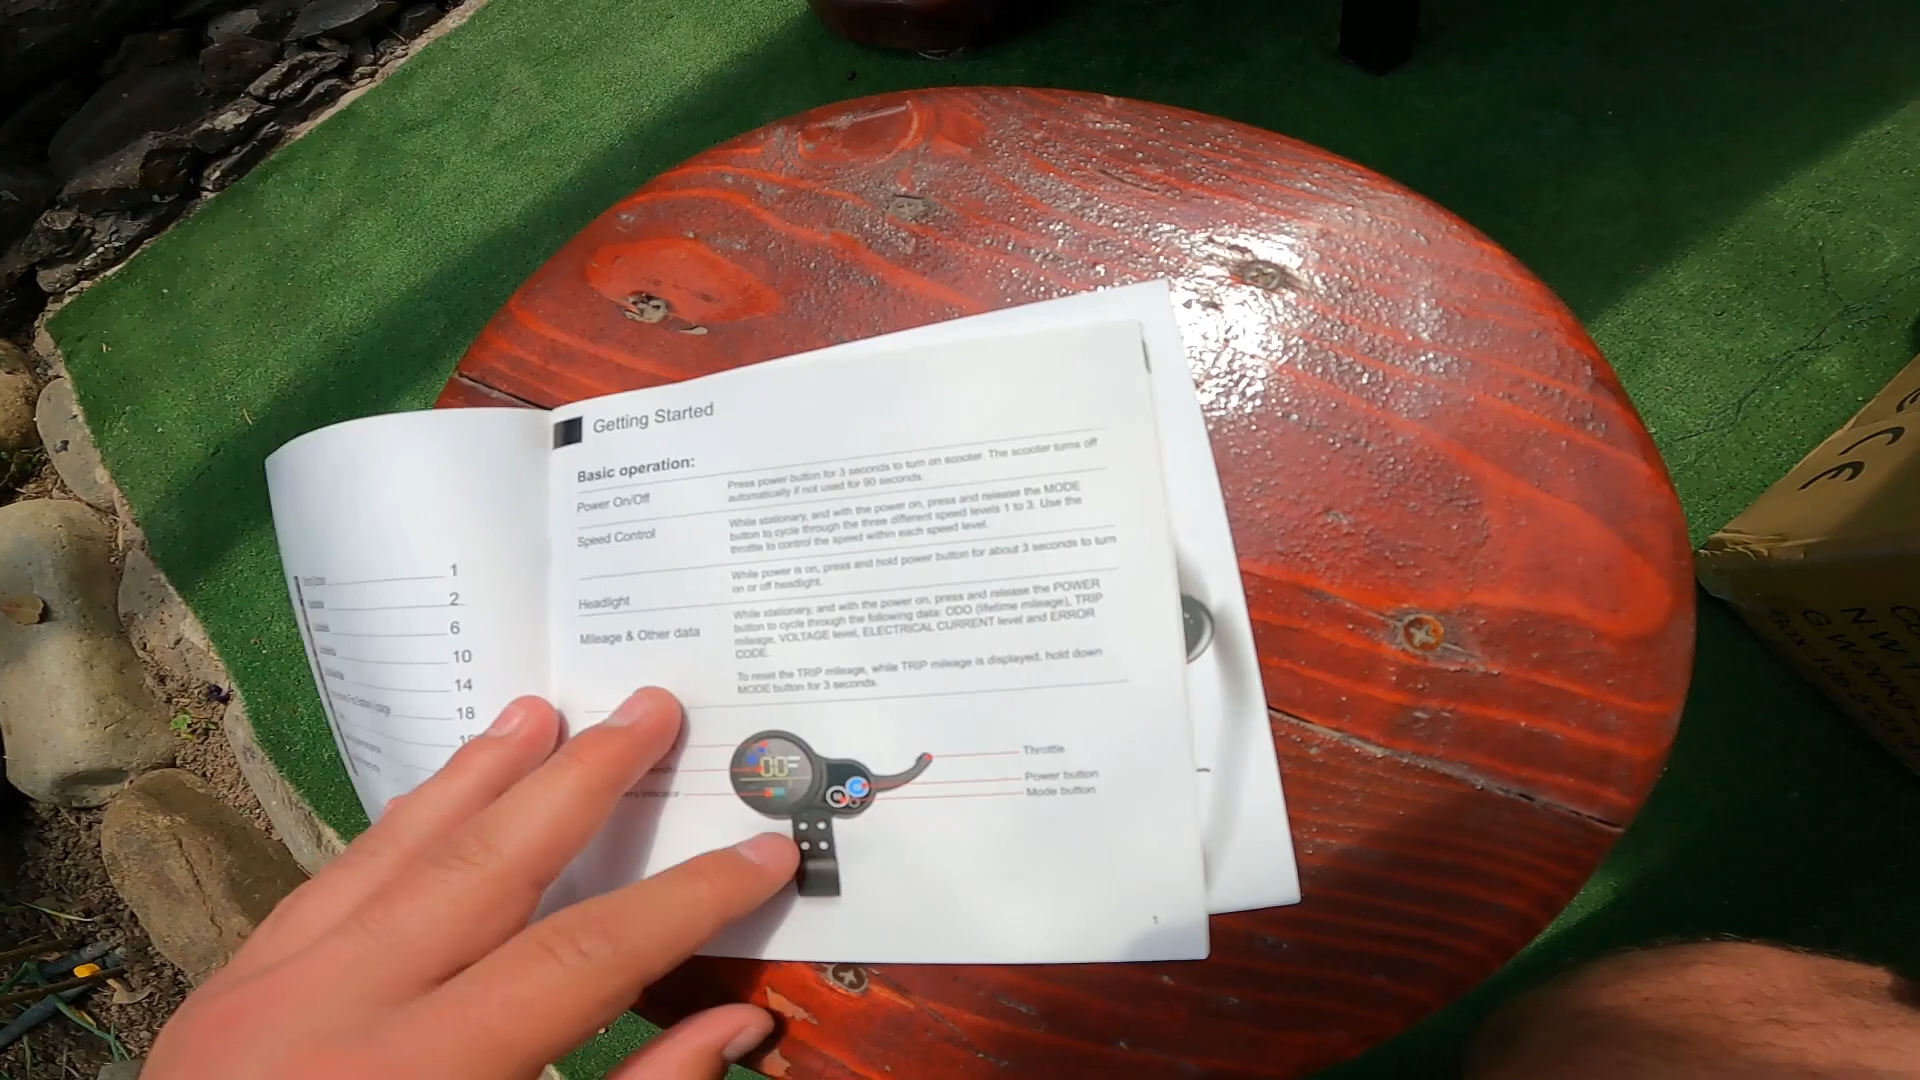 1
2
6
10
14
18
Getting Started
Basic operation:
Power On/Off
Press power button for 3 seconds to turn on scooter. The scooter turns off
automatically if not used for 90 seconds.
Speed Control
While stationary, and with the power on, press and release the MODE
button to cycle through the three different speed levels 1 to 3. Use the
throttle to control the speed within each speed level.
Headlight
While power is on, press and hold power button for about 3 seconds to turn
on or off headlight.
Mileage & Other data
While stationary, and with the power on, press and release the POWER
button to cycle through the following data: ODO (lifetime mileage), TRIP
mileage, VOLTAGE level, ELECTRICAL CURRENT level and ERROR
CODE.
To reset the TRIP mileage, while TRIP mileage is displayed, hold down
MODE button for 3 seconds.
indicator
Throttle
Power button
Mode button
1
CE
N.W